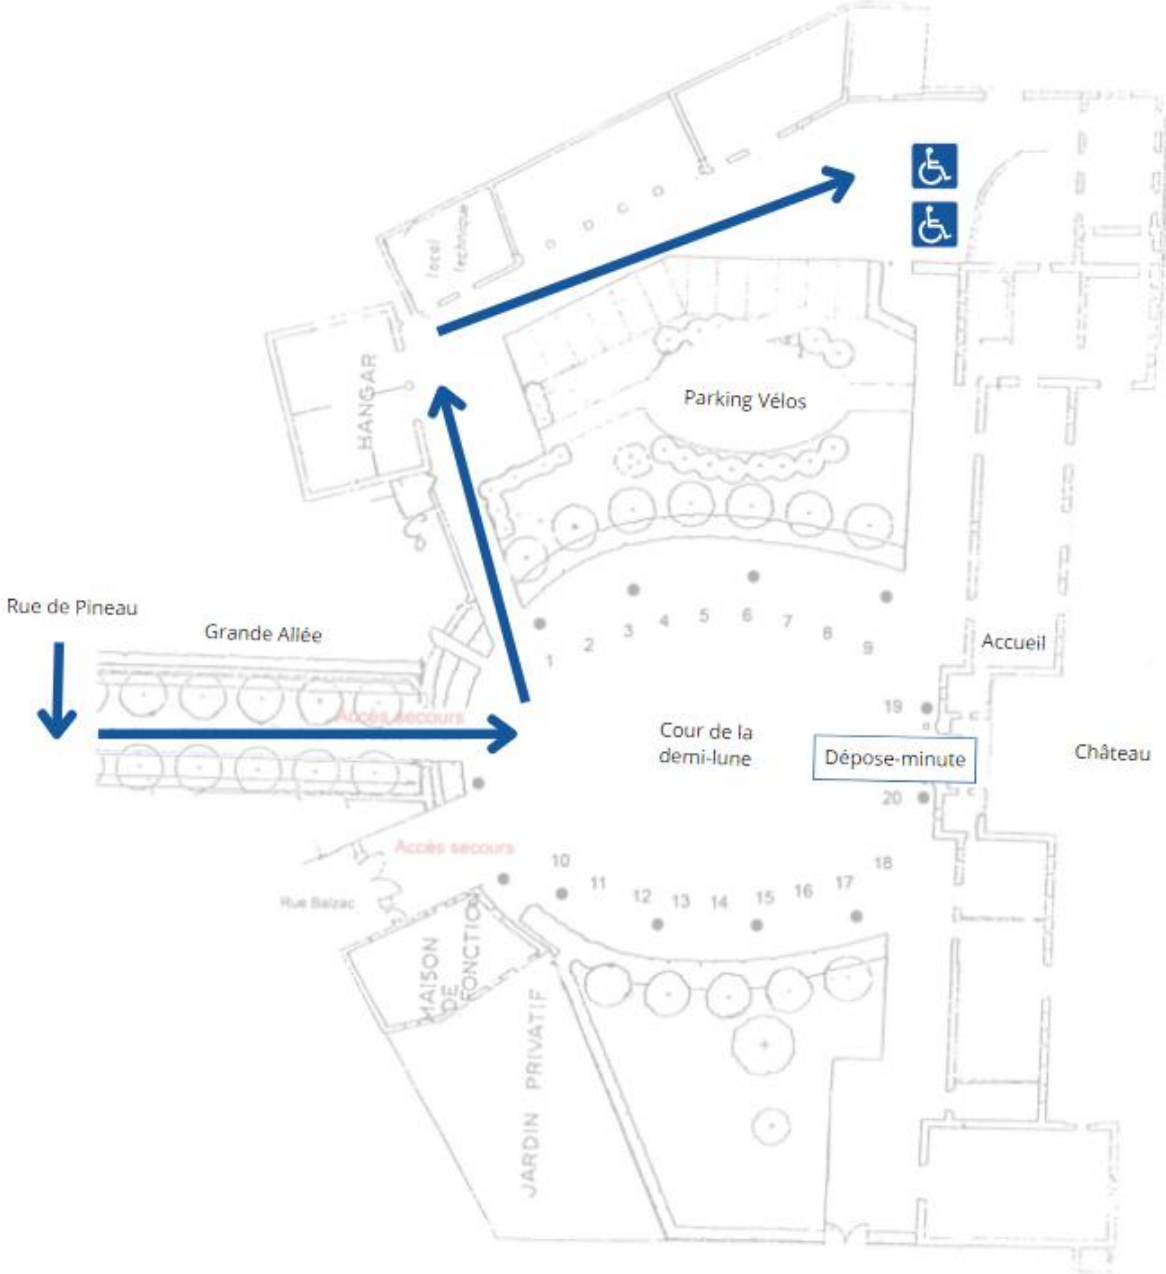 local
technique
HANGAR
Parking Vélos
Rue de Pineau
Grande Allée
Accès secours
1
2
3
4
5
6
7
8
9
Accueil
19
Cour de la
demi-lune
Dépose-minute
Château
20
Accès secours
Rue Balzac
10
11
12
13
14
15
16
17
18
MAISON
DE
FONCTION
JARDIN PRIVATIF